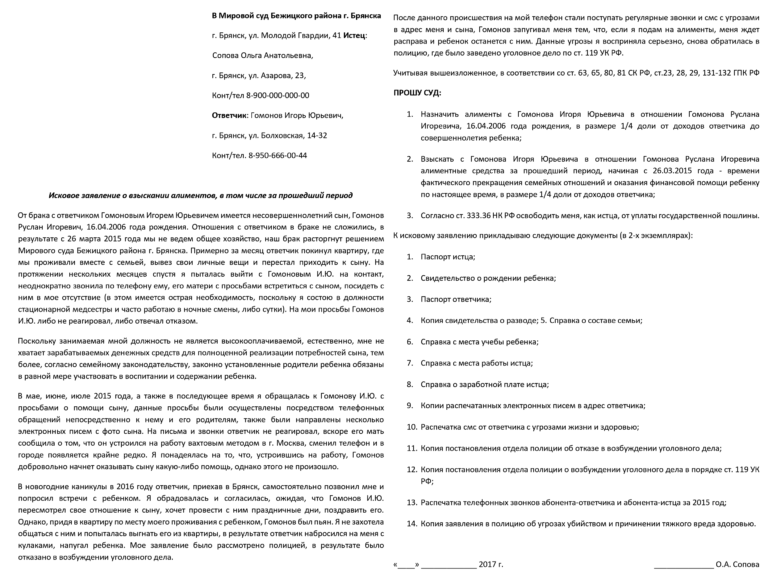 В Мировой суд Бежицкого района г. Брянска
г. Брянск, ул. Молодой Гвардии, 41 Истец:
Сопова Ольга Анатольевна,
г. Брянск, ул. Азарова, 23,
Конт/тел 8-900-000-000-00
Ответчик: Гомонов Игорь Юрьевич,
г. Брянск, ул. Болховская, 14-32
Конт/тел. 8-950-666-00-44
Исковое заявление о взыскании алиментов, в том числе за прошедший период
От брака с ответчиком Гомоновым Игорем Юрьевичем имеется несовершеннолетний сын, Гомонов
Руслан Игоревич, 16.04.2006 года рождения. Отношения с ответчиком в браке не сложились, в
результате с 26 марта 2015 года мы не ведем общее хозяйство, наш брак расторгнут решением
Мирового суда Бежицкого района г. Брянска. Примерно за месяц ответчик покинул квартиру, где
мы проживали вместе с семьей, вывез свои личные вещи и перестал приходить к сыну. На
протяжении нескольких месяцев спустя я пыталась выйти с Гомоновым И.Ю. на контакт,
неоднократно звонила по телефону ему, его матери с просьбами встретиться с сыном, посидеть с
ним в мое отсутствие (в этом имеется острая необходимость, поскольку я состою в должности
стационарной медсестры и часто работаю в ночные смены, либо сутки). На мои просьбы Гомонов
И.Ю. либо не реагировал, либо отвечал отказом.
Поскольку занимаемая мной должность не является высокооплачиваемой, естественно, мне не
хватает зарабатываемых денежных средств для полноценной реализации потребностей сына, тем
более, согласно семейному законодательству, законно установленные родители ребенка обязаны
в равной мере участвовать в воспитании и содержании ребенка.
В мае, июне, июле 2015 года, а также в последующее время я обращалась к Гомонову И.Ю. с
просьбами о помощи сыну, данные просьбы были осуществлены посредством телефонных
обращений непосредственно к нему и его родителям, также были направлены несколько
электронных писем с фото сына. На письма и звонки ответчик не реагировал, вскоре его мать
сообщила о том, что он устроился на работу вахтовым методом в г. Москва, сменил телефон и в
городе появляется крайне редко. Я понадеялась на то, что, устроившись на работу, Гомонов
добровольно начнет оказывать сыну какую-либо помощь, однако этого не произошло.
В новогодние каникулы в 2016 году ответчик, приехав в Брянск, самостоятельно позвонил мне и
попросил встречи с ребенком. Я обрадовалась и согласилась, ожидая, что Гомонов И.Ю.
пересмотрел свое отношение к сыну, хочет провести с ним праздничные дни, поздравить его.
Однако, придя в квартиру по месту моего проживания с ребенком, Гомонов был пьян. Я не захотела
общаться с ним и попыталась выгнать его из квартиры, в результате ответчик набросился на меня с
кулаками, напугал ребенка. Мое заявление было рассмотрено полицией, в результате было
отказано в возбуждении уголовного дела.
После данного происшествия на мой телефон стали поступать регулярные звонки и смс с угрозами
в адрес меня и сына, Гомонов запугивал меня тем, что, если я подам на алименты, меня ждет
расправа и ребенок останется с ним. Данные угрозы я восприняла серьезно, снова обратилась в
полицию, где было заведено уголовное дело по ст. 119 УК РФ.
Учитывая вышеизложенное, в соответствии со ст. 63, 65, 80, 81 СК РФ, ст.23, 28, 29, 131-132 ГПК РФ
ПРОШУ СУД:
1. Назначить алименты с Гомонова Игоря Юрьевича в отношении Гомонова Руслана
Игоревича, 16.04.2006 года рождения, в размере 1/4 доли от доходов ответчика до
совершеннолетия ребенка;
2. Взыскать с Гомонова Игоря Юрьевича в отношении Гомонова Руслана Игоревича
алиментные средства за прошедший период, начиная с 26.03.2015 года - времени
фактического прекращения семейных отношений и оказания финансовой помощи ребенку
по настоящее время, в размере 1/4 доли от доходов ответчика;
3. Согласно ст. 333.36 НК РФ освободить меня, как истца, от уплаты государственной пошлины.
К исковому заявлению прикладываю следующие документы (в 2-х экземплярах):
1. Паспорт истца;
2. Свидетельство о рождении ребенка;
3. Паспорт ответчика;
4. Копия свидетельства о разводе; 5. Справка о составе семьи;
6. Справка с места учебы ребенка;
7. Справка с места работы истца;
8. Справка о заработной плате истца;
9. Копии распечатанных электронных писем в адрес ответчика;
10. Распечатка смс от ответчика с угрозами жизни и здоровью;
11. Копия постановления отдела полиции об отказе в возбуждении уголовного дела;
12. Копия постановления отдела полиции о возбуждении уголовного дела в порядке ст. 119 УК
РФ;
13. Распечатка телефонных звонков абонента-ответчика и абонента-истца за 2015 год;
14. Копия заявления в полицию об угрозах убийством и причинении тяжкого вреда здоровью.
«____» ______________ 2017 г. _______________ О.А. Сопова